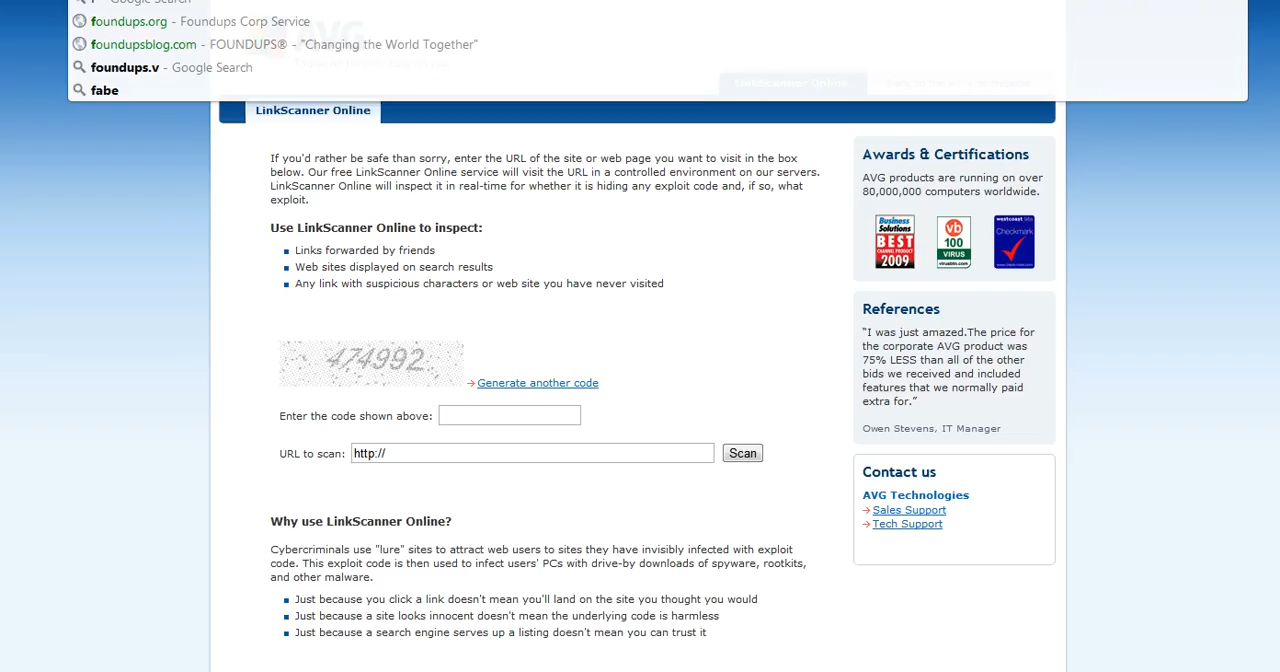 Google Search
foundups.org - Foundups Corp Service
foundupsblog.com - FOUNDUPS® - "Changing the World Together"
foundups.v - Google Search
fabe
AVG
LinkScanner Online
LinkScanner Online
If you'd rather be safe than sorry, enter the URL of the site or web page you want to visit in the box
below. Our free LinkScanner Online service will visit the URL in a controlled environment on our servers.
LinkScanner Online will inspect it in real-time for whether it is hiding any exploit code and, if so, what
exploit.
Use LinkScanner Online to inspect:
Links forwarded by friends
Web sites displayed on search results
Any link with suspicious characters or web site you have never visited
474992
Generate another code
Enter the code shown above:
URL to scan: http:// Scan
Why use LinkScanner Online?
Cybercriminals use "lure" sites to attract web users to sites they have invisibly infected with exploit
code. This exploit code is then used to infect users' PCs with drive-by downloads of spyware, rootkits,
and other malware.
Just because you click a link doesn't mean you'll land on the site you thought you would
Just because a site looks innocent doesn't mean the underlying code is harmless
Just because a search engine serves up a listing doesn't mean you can trust it
Awards & Certifications
AVG products are running on over
80,000,000 computers worldwide.
Business
Solutions
BEST
2009
vb
100
VIRUS
virusbtn.com
westcoast labs
Checkmark
References
“I was just amazed.The price for
the corporate AVG product was
75% LESS than all of the other
bids we received and included
features that we normally paid
extra for.”
Owen Stevens, IT Manager
Contact us
AVG Technologies
Sales Support
Tech Support